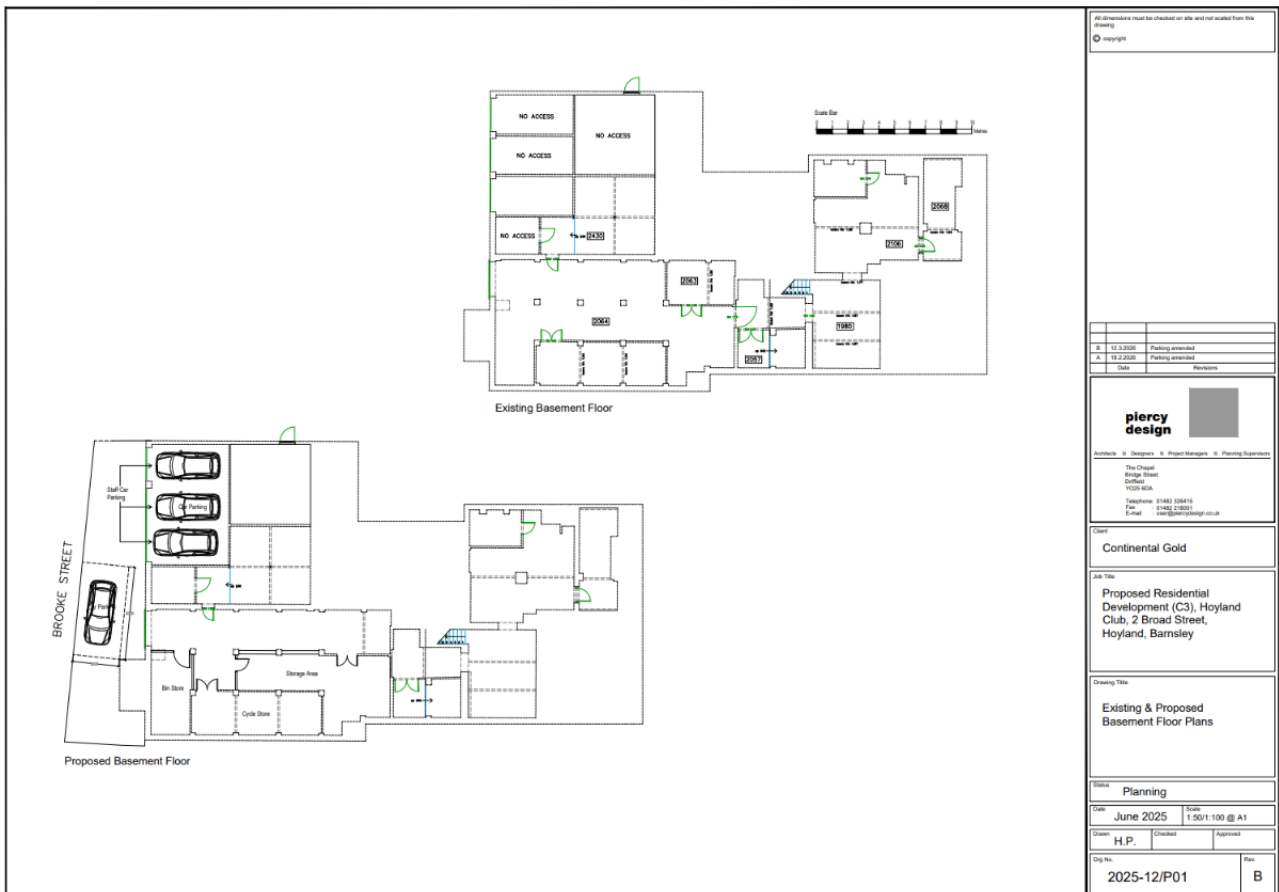 All dimensions must be checked on site and not scaled from this
drawing
© copyright
Scale Bar
Metres
NO ACCESS
NO ACCESS
NO ACCESS
NO ACCESS
2430
2063
2064
2057
1980
2106
2068
Existing Basement Floor
Staff Car
Parking
Car Parking
BROOKE STREET
Bin Store
Storage Area
Cycle Store
Proposed Basement Floor
B 12.3.2026 Parking amended
A 18.2.2026 Parking amended
Date Revisions
piercy
design
Architects & Designers & Project Managers & Planning Supervisors
The Chapel
Bridge Street
Driffield
YO25 6DA
Telephone: 01482 326415
Fax : 01482 218001
E-mail : user@piercydesign.co.uk
Client
Continental Gold
Job Title
Proposed Residential
Development (C3), Hoyland
Club, 2 Broad Street,
Hoyland, Barnsley
Drawing Title
Existing & Proposed
Basement Floor Plans
Status
Planning
Date
June 2025
Scale
1:50/1:100 @ A1
Drawn
H.P.
Checked
Approved
Drg No.
2025-12/P01
Rev.
B